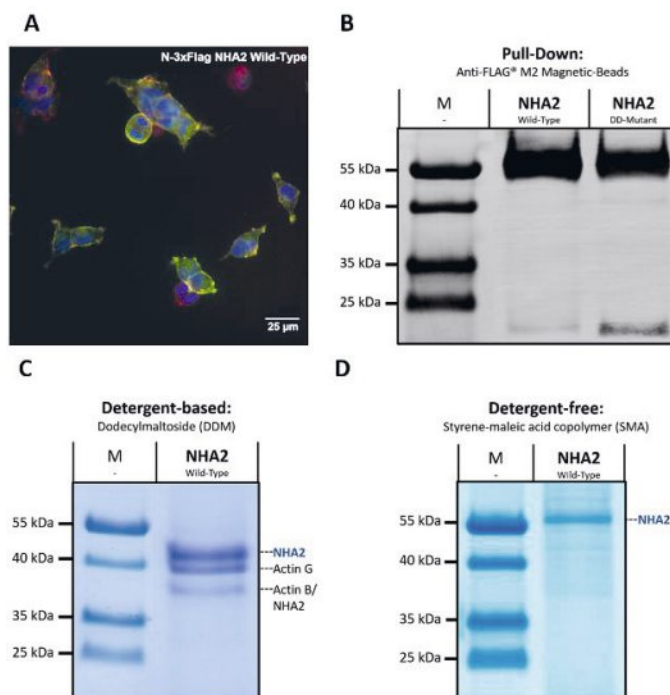 A
N-3xFlag NHA2 Wild-Type
25 µm
B
Pull-Down:
Anti-FLAG® M2 Magnetic-Beads
M
-
NHA2
Wild-Type
NHA2
DD-Mutant
55 kDa
40 kDa
35 kDa
25 kDa
C
Detergent-based:
Dodecylmaltoside (DDM)
M
-
NHA2
Wild-Type
55 kDa
40 kDa
35 kDa
25 kDa
NHA2
Actin G
Actin B/
NHA2
D
Detergent-free:
Styrene-maleic acid copolymer (SMA)
M
-
NHA2
Wild-Type
55 kDa
40 kDa
35 kDa
25 kDa
NHA2